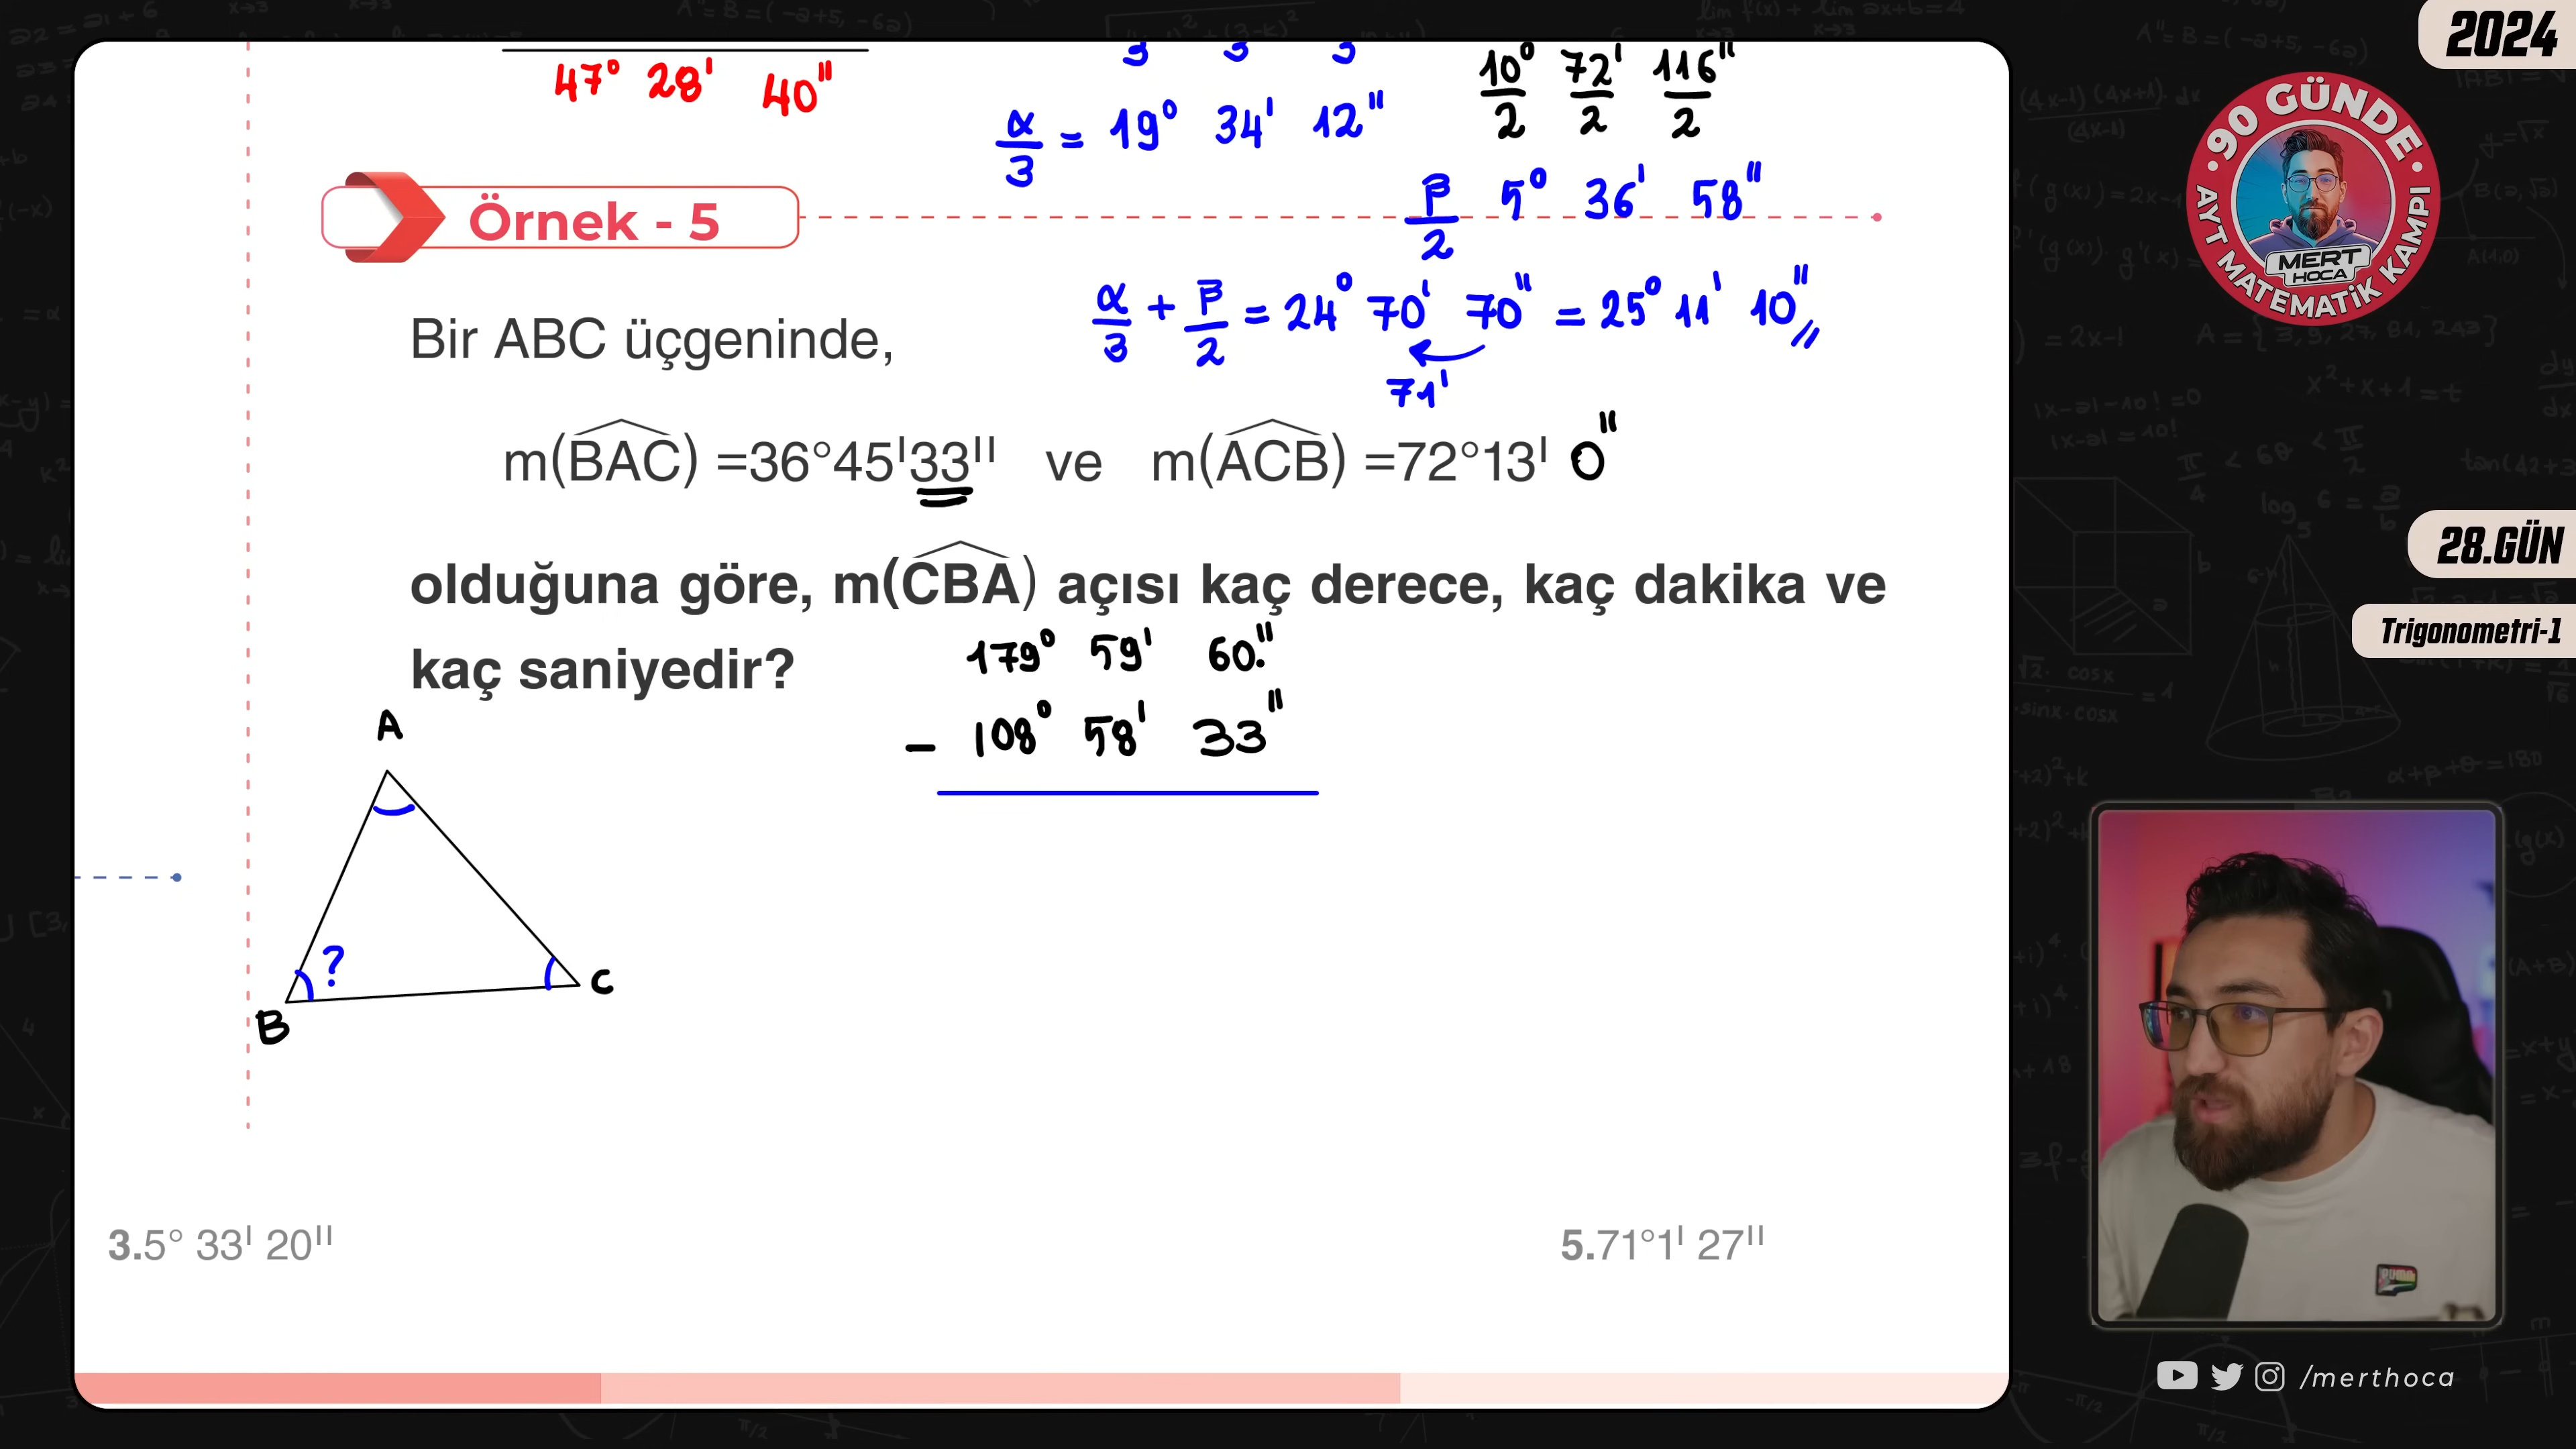 2024
90 GÜNDE
AYT MATEMATİK KAMPI
MERT
HOCA
28.GÜN
Trigonometri-1
47° 28' 40"
3 3 3
α/3 = 19° 34' 12"
10°/2 72'/2 116"/2
β/2 5° 36' 58"
Örnek - 5
α/3 + β/2 = 24° 70' 70" = 25° 11' 10"
71'
Bir ABC üçgeninde,
m(BAC) =36°45'33'' ve m(ACB) =72°13' 0"
olduğuna göre, m(CBA) açısı kaç derece, kaç dakika ve
kaç saniyedir?
179° 59' 60."
- 108° 58' 33"
A
B
?
C
3.5° 33' 20''
5.71°1' 27''
PUMA
/merthoca